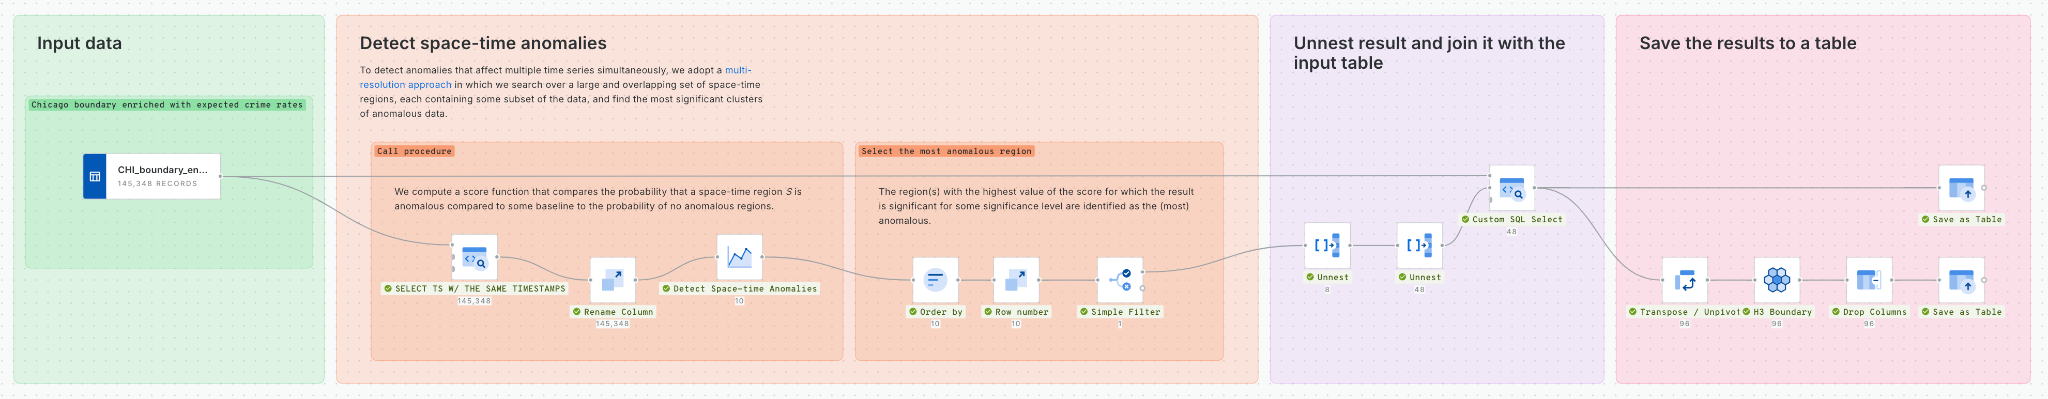 Input data
Chicago boundary enriched with expected crime rates
CHI_boundary_en...
145,348 RECORDS
Detect space-time anomalies
To detect anomalies that affect multiple time series simultaneously, we adopt a multi-
resolution approach in which we search over a large and overlapping set of space-time
regions, each containing some subset of the data, and find the most significant clusters
of anomalous data.
Call procedure
We compute a score function that compares the probability that a space-time region S is
anomalous compared to some baseline to the probability of no anomalous regions.
SELECT TS W/ THE SAME TIMESTAMPS
145,348
Rename Column
145,348
Detect Space-time Anomalies
10
Select the most anomalous region
The region(s) with the highest value of the score for which the result
is significant for some significance level are identified as the (most)
anomalous.
Order by
10
Row number
10
Simple Filter
1
Unnest result and join it with the
input table
Unnest
8
Unnest
48
Custom SQL Select
48
Save the results to a table
Save as Table
Transpose / Unpivot
96
H3 Boundary
96
Drop Columns
96
Save as Table